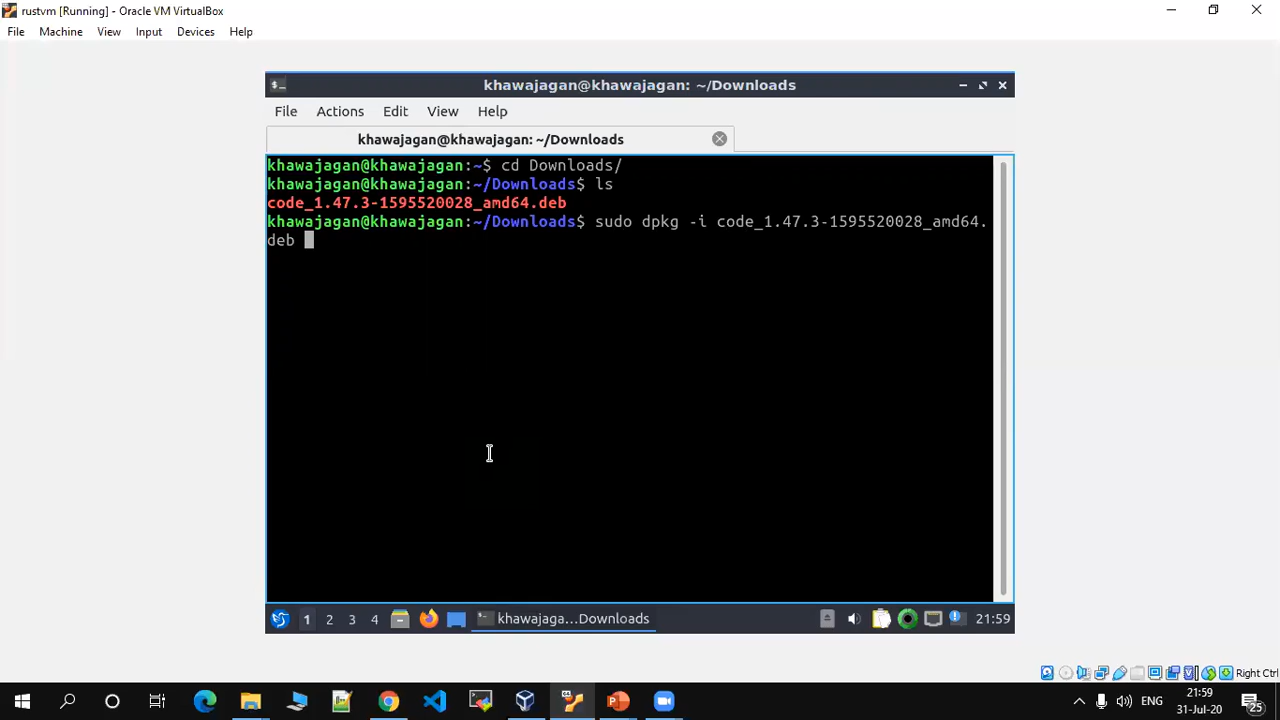 rustvm [Running] - Oracle VM VirtualBox
File Machine View Input Devices Help
khawajagan@khawajagan: ~/Downloads
File Actions Edit View Help
khawajagan@khawajagan: ~/Downloads
khawajagan@khawajagan:~$ cd Downloads/
khawajagan@khawajagan:~/Downloads$ ls
code_1.47.3-1595520028_amd64.deb
khawajagan@khawajagan:~/Downloads$ sudo dpkg -i code_1.47.3-1595520028_amd64.
deb
1 2 3 4 khawajaga…Downloads 21:59
Right Ctrl
ENG 21:59
31-Jul-20 25